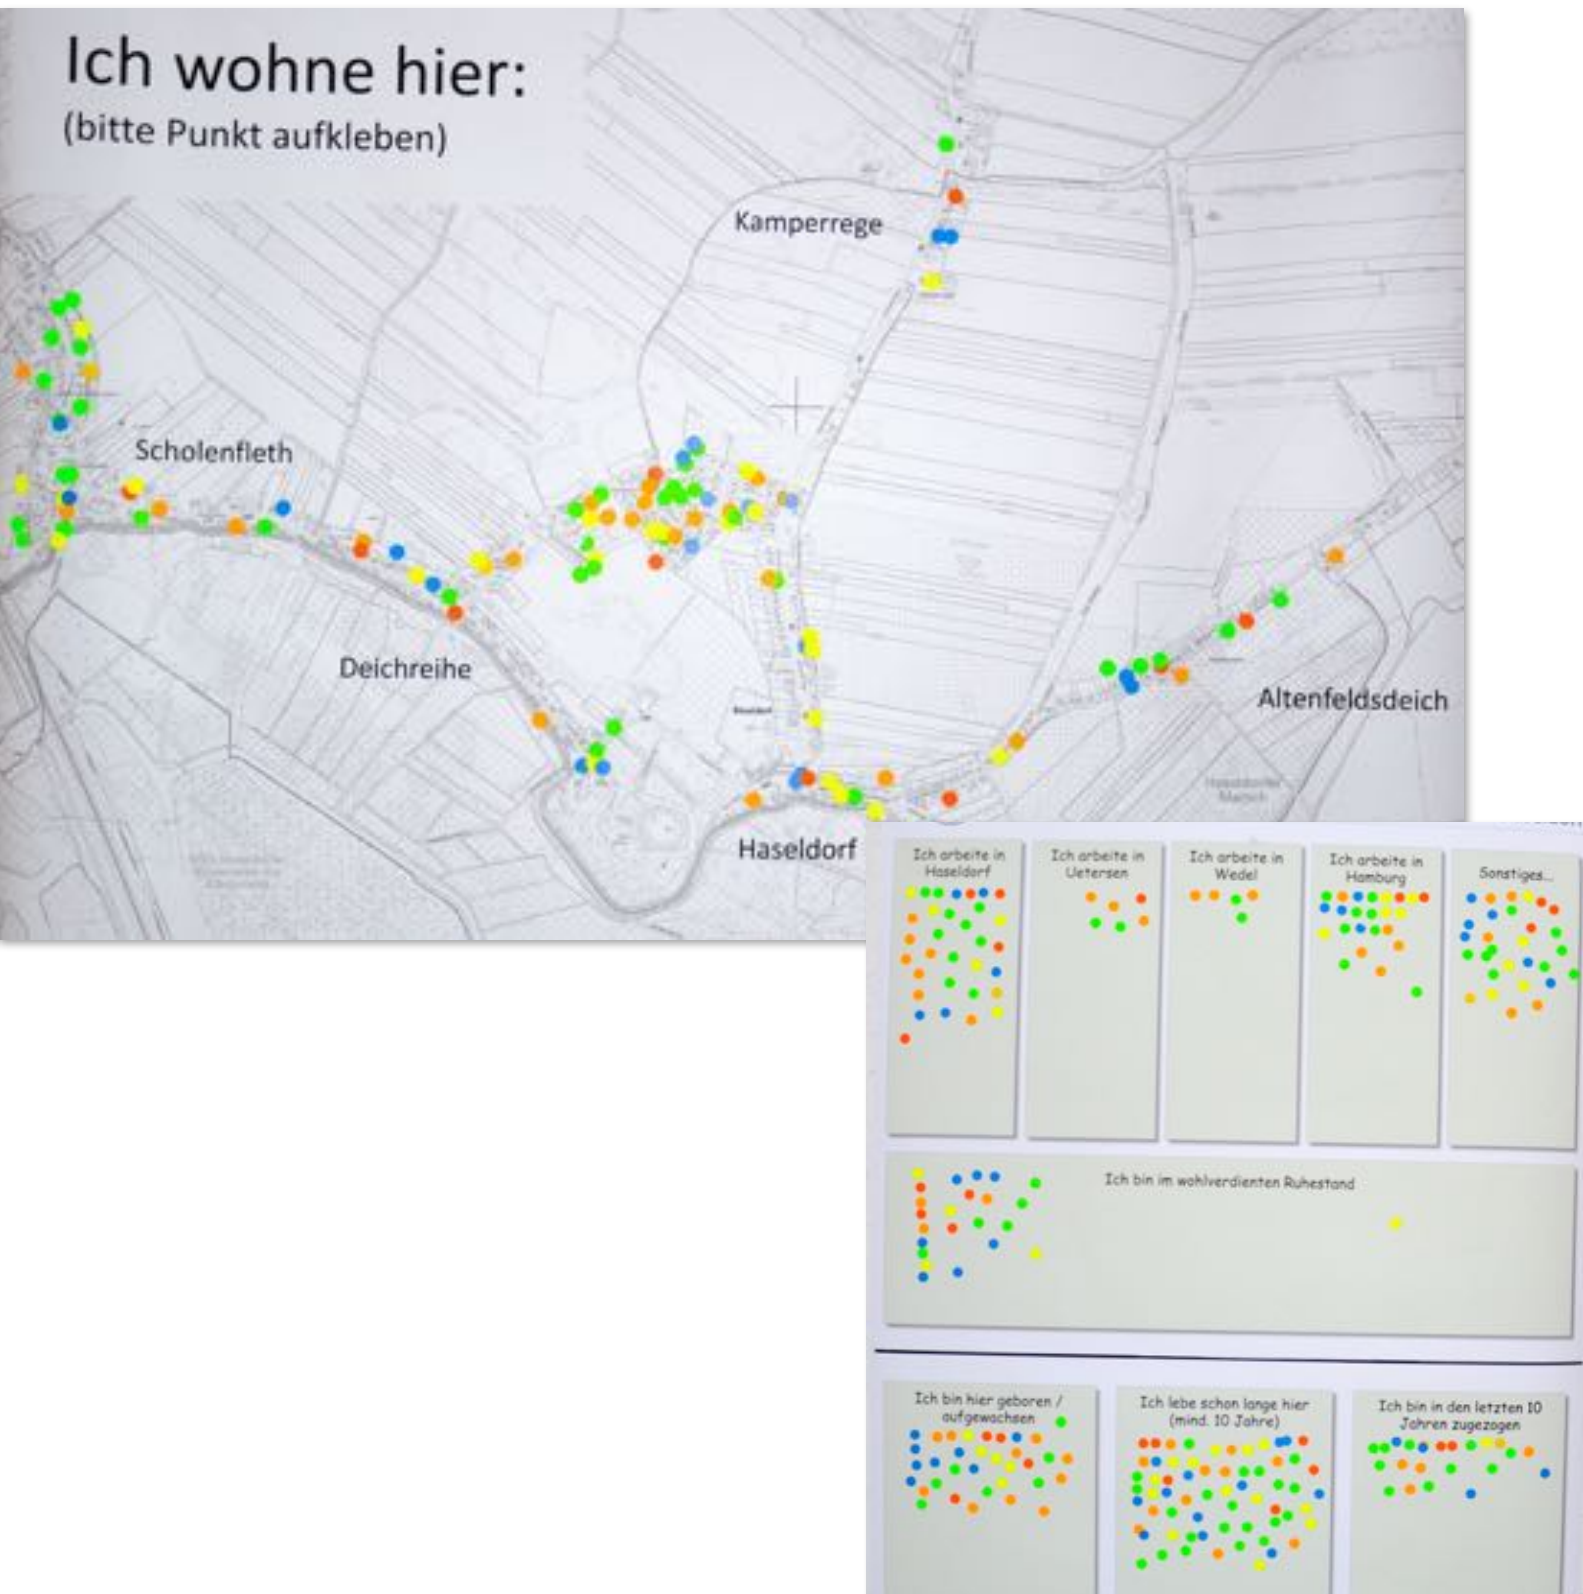 Ich wohne hier:
(bitte Punkt aufkleben)
Kamperrege
Scholenfleth
Deichreihe
Altenfeldsdeich
Haseldorfer
Marsch
Haseldorf
Ich arbeite in
Haseldorf
Ich arbeite in
Uetersen
Ich arbeite in
Wedel
Ich arbeite in
Hamburg
Sonstiges...
Ich bin im wohlverdienten Ruhestand
Ich bin hier geboren /
aufgewachsen
Ich lebe schon lange hier
(mind. 10 Jahre)
Ich bin in den letzten 10
Jahren zugezogen